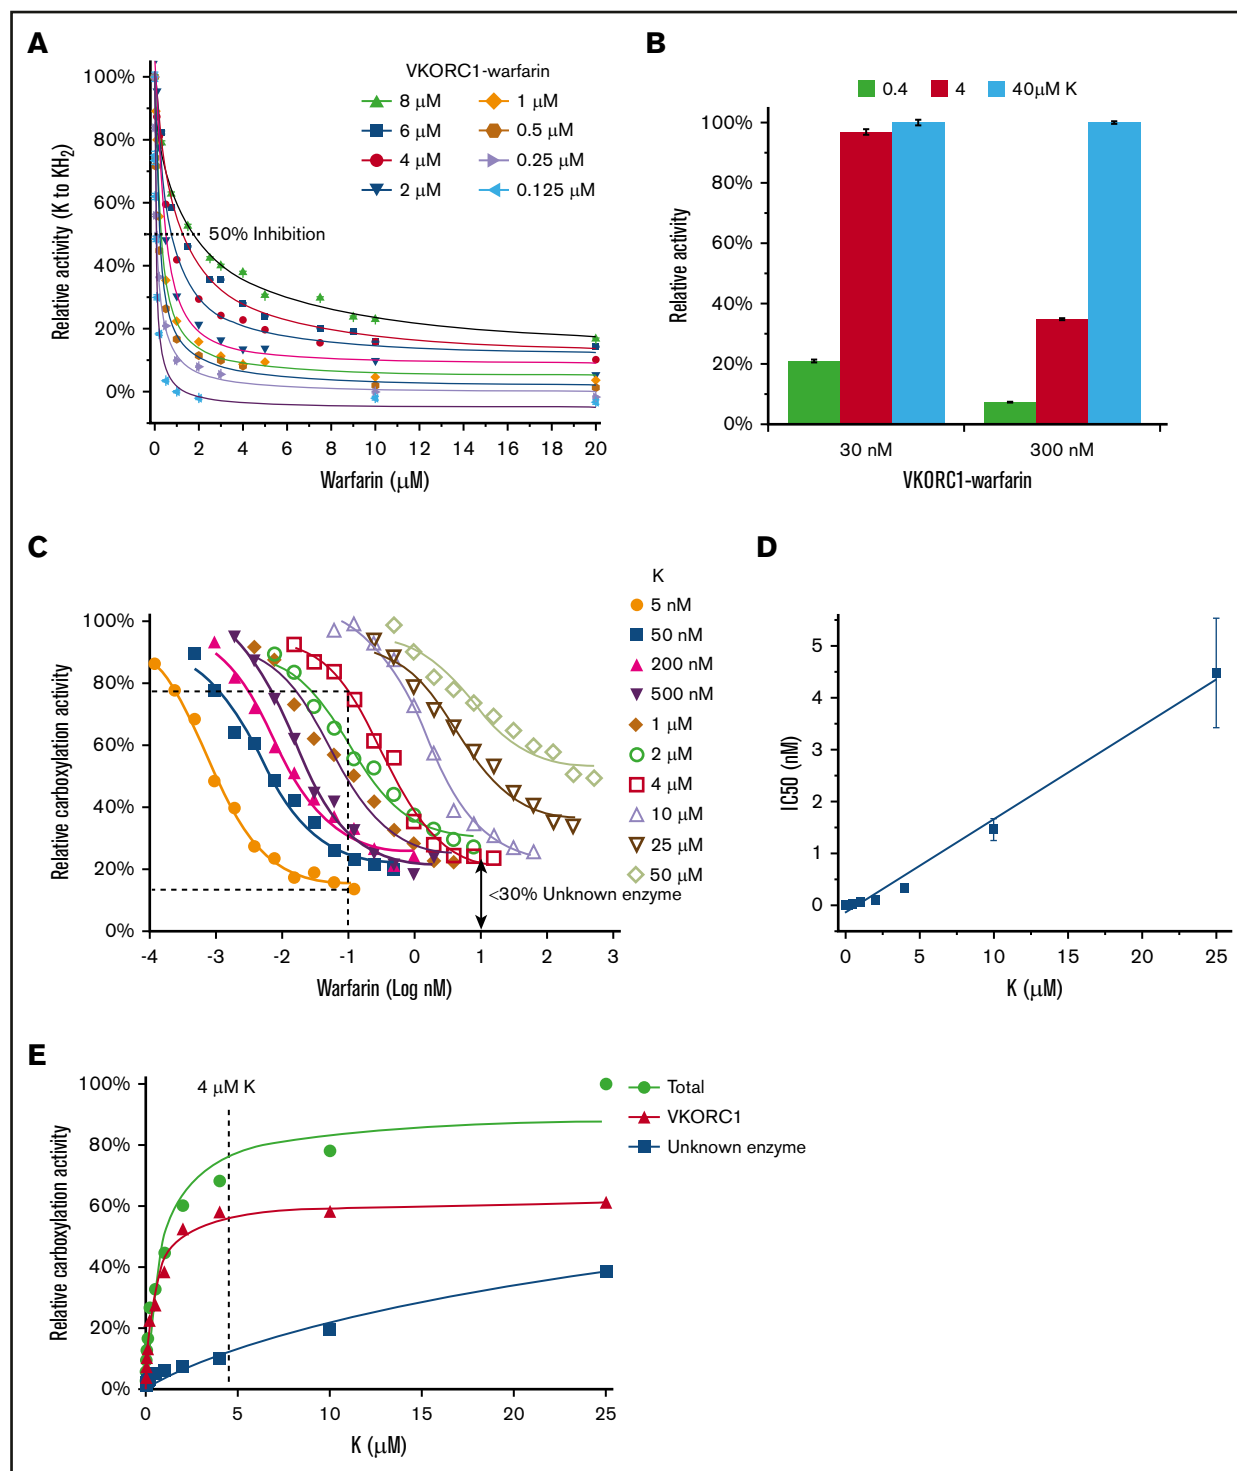 A
VKORC1-warfarin
8 μM
6 μM
4 μM
2 μM
1 μM
0.5 μM
0.25 μM
0.125 μM
50% Inhibition
Relative activity (K to KH2)
100%
80%
60%
40%
20%
0%
0 2 4 6 8 10 12 14 16 18 20
Warfarin (μM)
B
0.4 4 40μM K
Relative activity
100%
80%
60%
40%
20%
0%
30 nM 300 nM
VKORC1-warfarin
C
Relative carboxylation activity
100%
80%
60%
40%
20%
0%
-4 -3 -2 -1 0 1 2 3
Warfarin (Log nM)
<30% Unknown enzyme
K
5 nM
50 nM
200 nM
500 nM
1 μM
2 μM
4 μM
10 μM
25 μM
50 μM
D
IC50 (nM)
5
4
3
2
1
0
0 5 10 15 20 25
K (μM)
E
Relative carboxylation activity
100%
80%
60%
40%
20%
0%
4 μM K
Total
VKORC1
Unknown enzyme
0 5 10 15 20 25
K (μM)